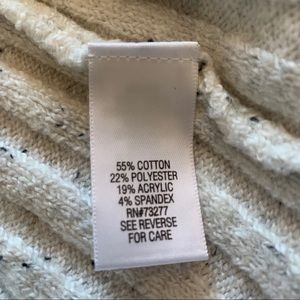 55% COTTON
22% POLYESTER
19% ACRYLIC
4% SPANDEX
RN#73277
SEE REVERSE
FOR CARE